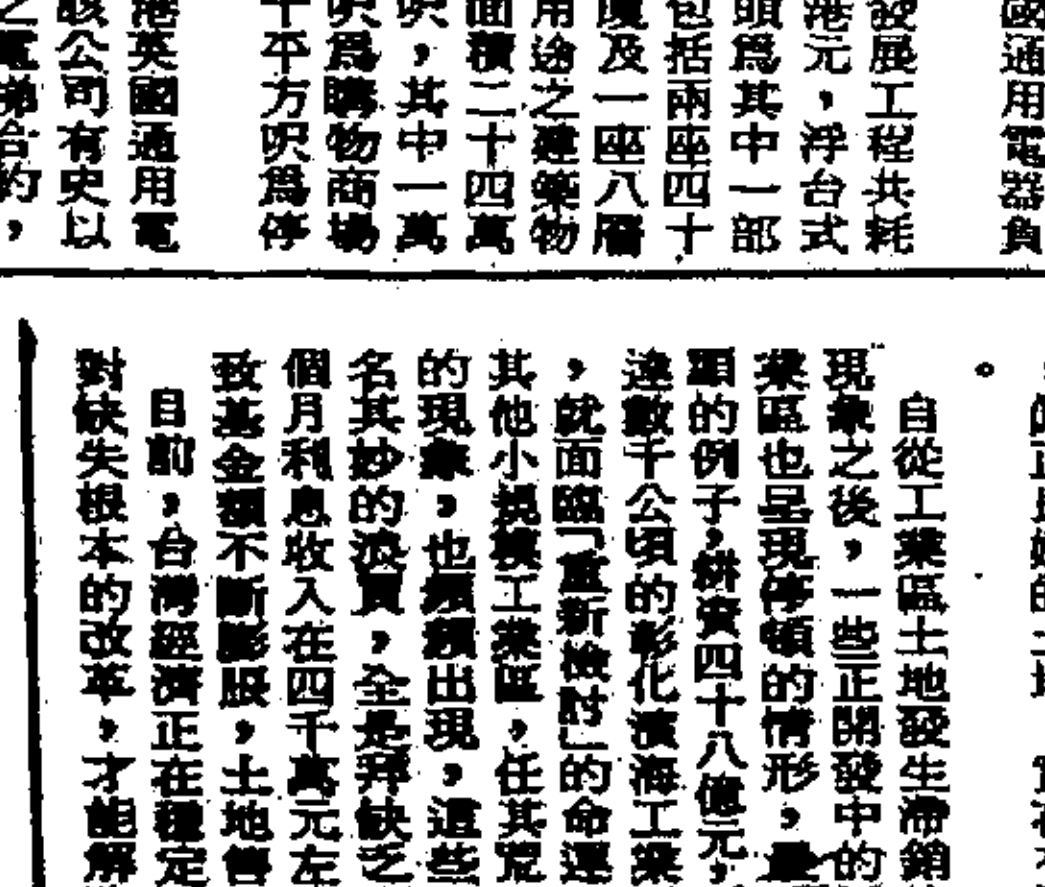 國通用電器負
發展工程共耗
港元，浮台式
頭爲其中一部
包括兩座四十
廈及一座八層
用途之建築物
面積二十四萬
呎，其中一萬
呎爲購物商場
千平方呎爲停
港英國通用電
該公司有史以
之電梯合約，
。
自從工業區土地發生滯銷
現象之後，一些正開發中的
業區也呈現停頓的情形，最
顯的例子，耕資四十八億元，
達數千公頃的彰化濱海工業
，就面臨「重新檢討」的命運
其他小規模工業區，任其荒
的現象，也頻頻出現，這些
名其妙的浪費，全是拜缺乏
個月利息收入在四千萬元左
致基金額不斷膨脹，土地售
自前，台灣經濟正在穩定
對缺失根本的改革，才能解